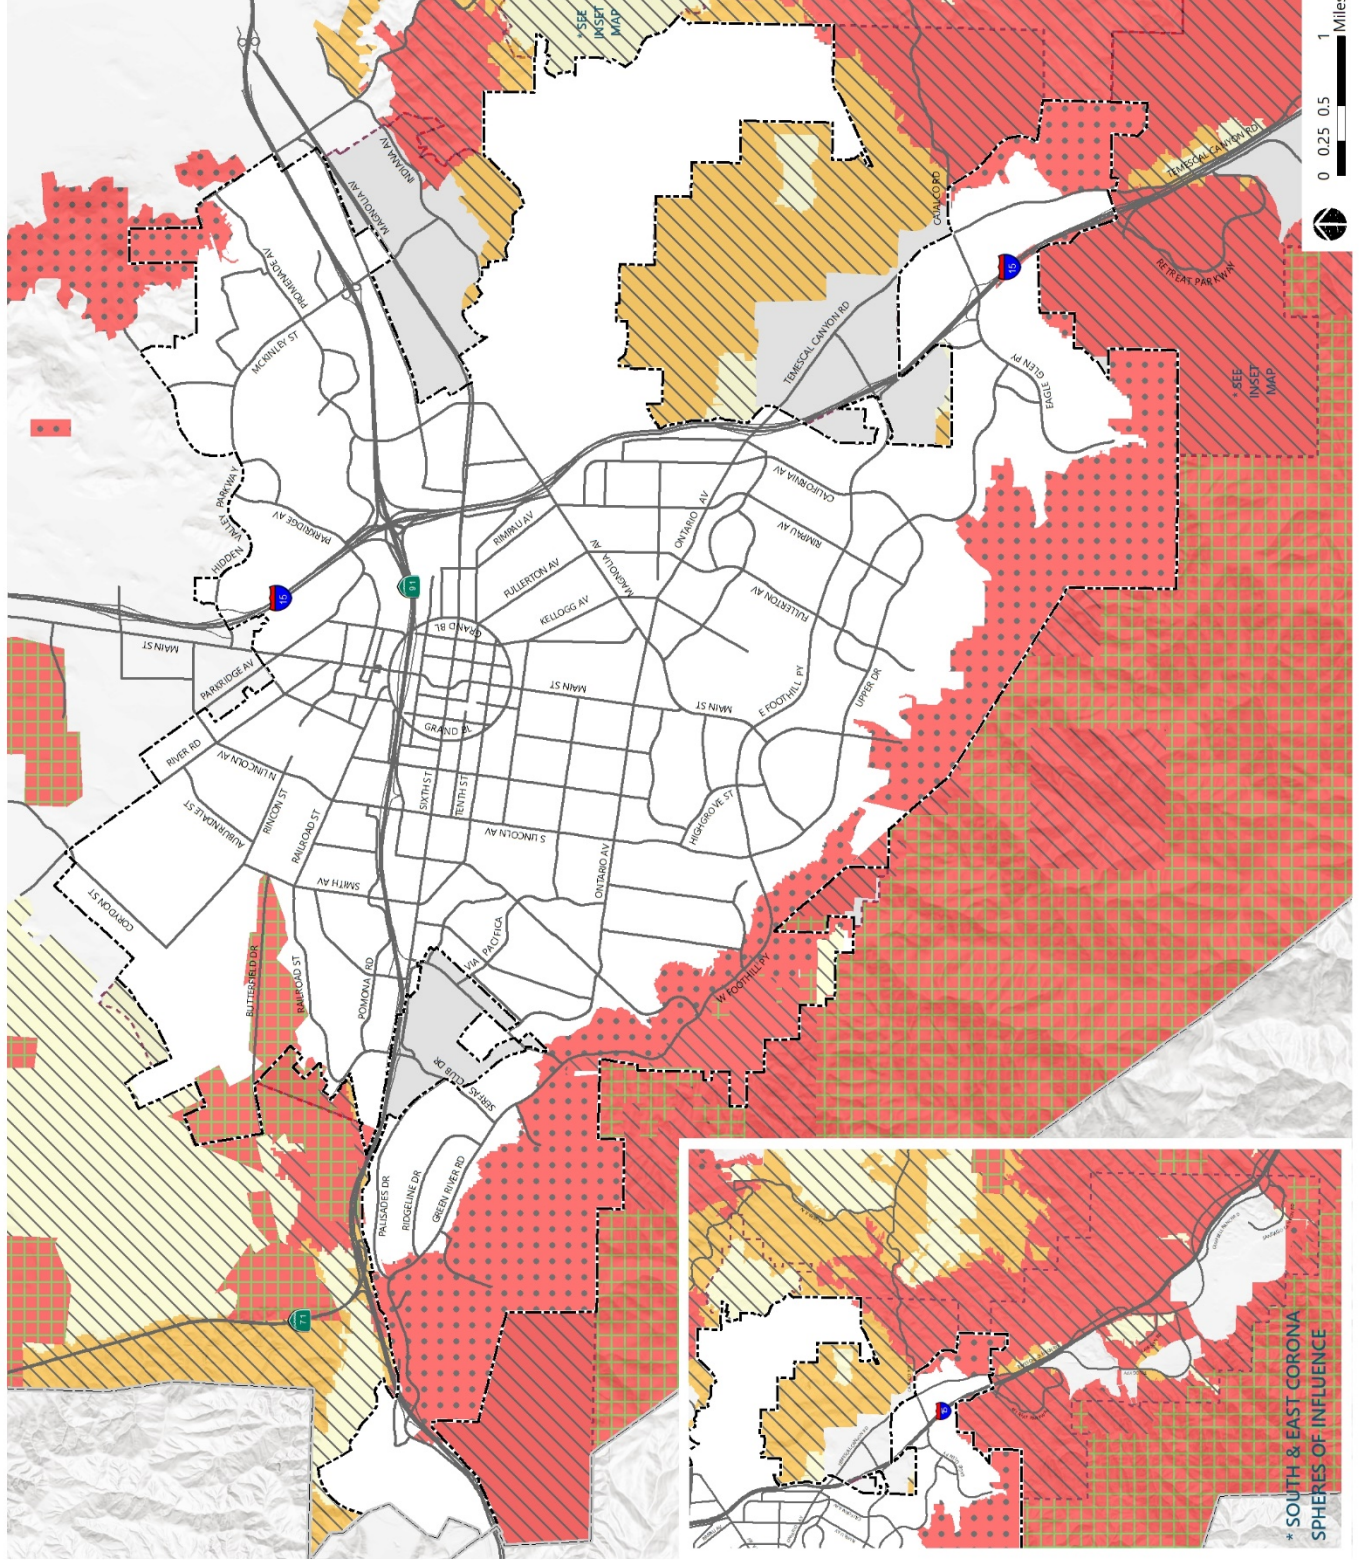 * SEE
INSET
MAP
INDIANA AV
MAGNOLIA AV
PROMENADE AV
MCKINLEY ST
CAJALCO RD
TEMESCAL CANYON RD
TEMESCAL CANYON RD
15
RETREAT PARKWAY
EAGLE GLEN PY
* SEE
INSET
MAP
0 0.25 0.5 1
Miles
HIDDEN VALLEY PARKWAY
PARKRIDGE AV
15
91
MAIN ST
PARKRIDGE AV
RIVER RD
N LINCOLN AV
AUBURNDALE ST
RINCON ST
RAILROAD ST
CORYDON ST
SMITH AV
GRAND BL
GRAND BL
SIXTH ST
TENTH ST
RIMPAU AV
FULLERTON AV
KELLOGG AV
MAGNOLIA AV
ONTARIO AV
CALIFORNIA AV
RIMPAU AV
FULLERTON AV
MAIN ST
MAIN ST
E FOOTHILL PY
UPPER DR
HIGHGROVE ST
S LINCOLN AV
ONTARIO AV
VIA PACIFICA
W FOOTHILL PY
BUTTERFIELD DR
RAILROAD ST
POMONA RD
SERFAS CLUB DR
PALISADES DR
RIDGELINE DR
GREEN RIVER RD
71
15
* SOUTH & EAST CORONA
SPHERES OF INFLUENCE